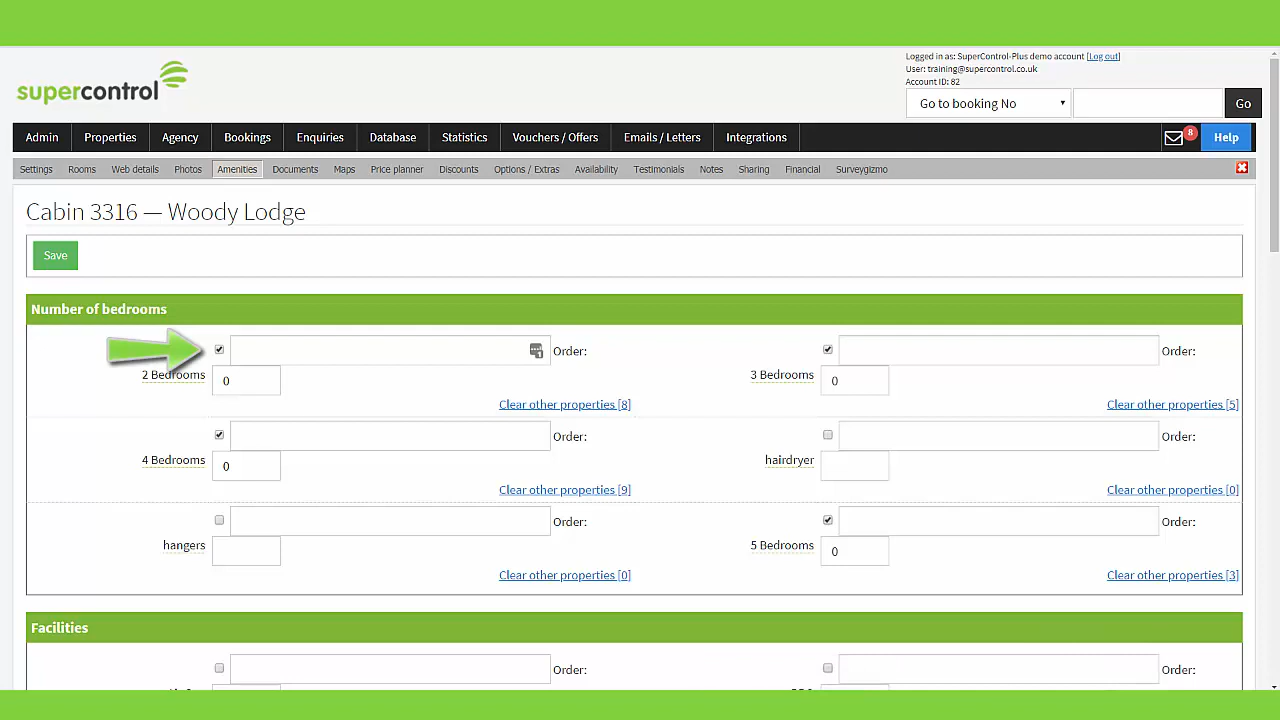 Logged in as: SuperControl-Plus demo account [Log out]
User: training@supercontrol.co.uk
Account ID: 82
supercontrol
Go to booking No
Go
Admin Properties Agency Bookings Enquiries Database Statistics Vouchers / Offers Emails / Letters Integrations 8 Help
Settings Rooms Web details Photos Amenities Documents Maps Price planner Discounts Options / Extras Availability Testimonials Notes Sharing Financial Surveygizmo
Cabin 3316 — Woody Lodge
Save
Number of bedrooms
Order: Order:
2 Bedrooms 0 3 Bedrooms 0
Clear other properties [8] Clear other properties [5]
Order: Order:
4 Bedrooms 0 hairdryer
Clear other properties [9] Clear other properties [0]
Order: Order:
hangers 5 Bedrooms 0
Clear other properties [0] Clear other properties [3]
Facilities
Order: Order: